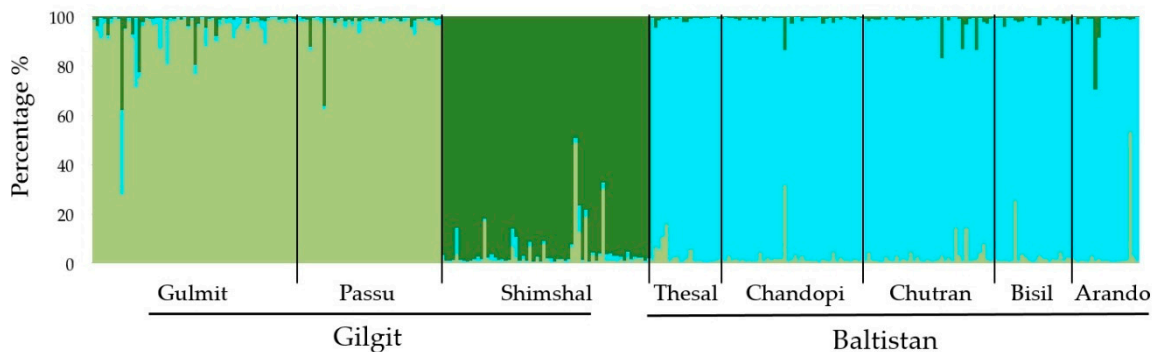 Percentage %
100
80
60
40
20
0
Gulmit Passu Shimshal Thesal Chandopi Chutran Bisil Arando
Gilgit Baltistan